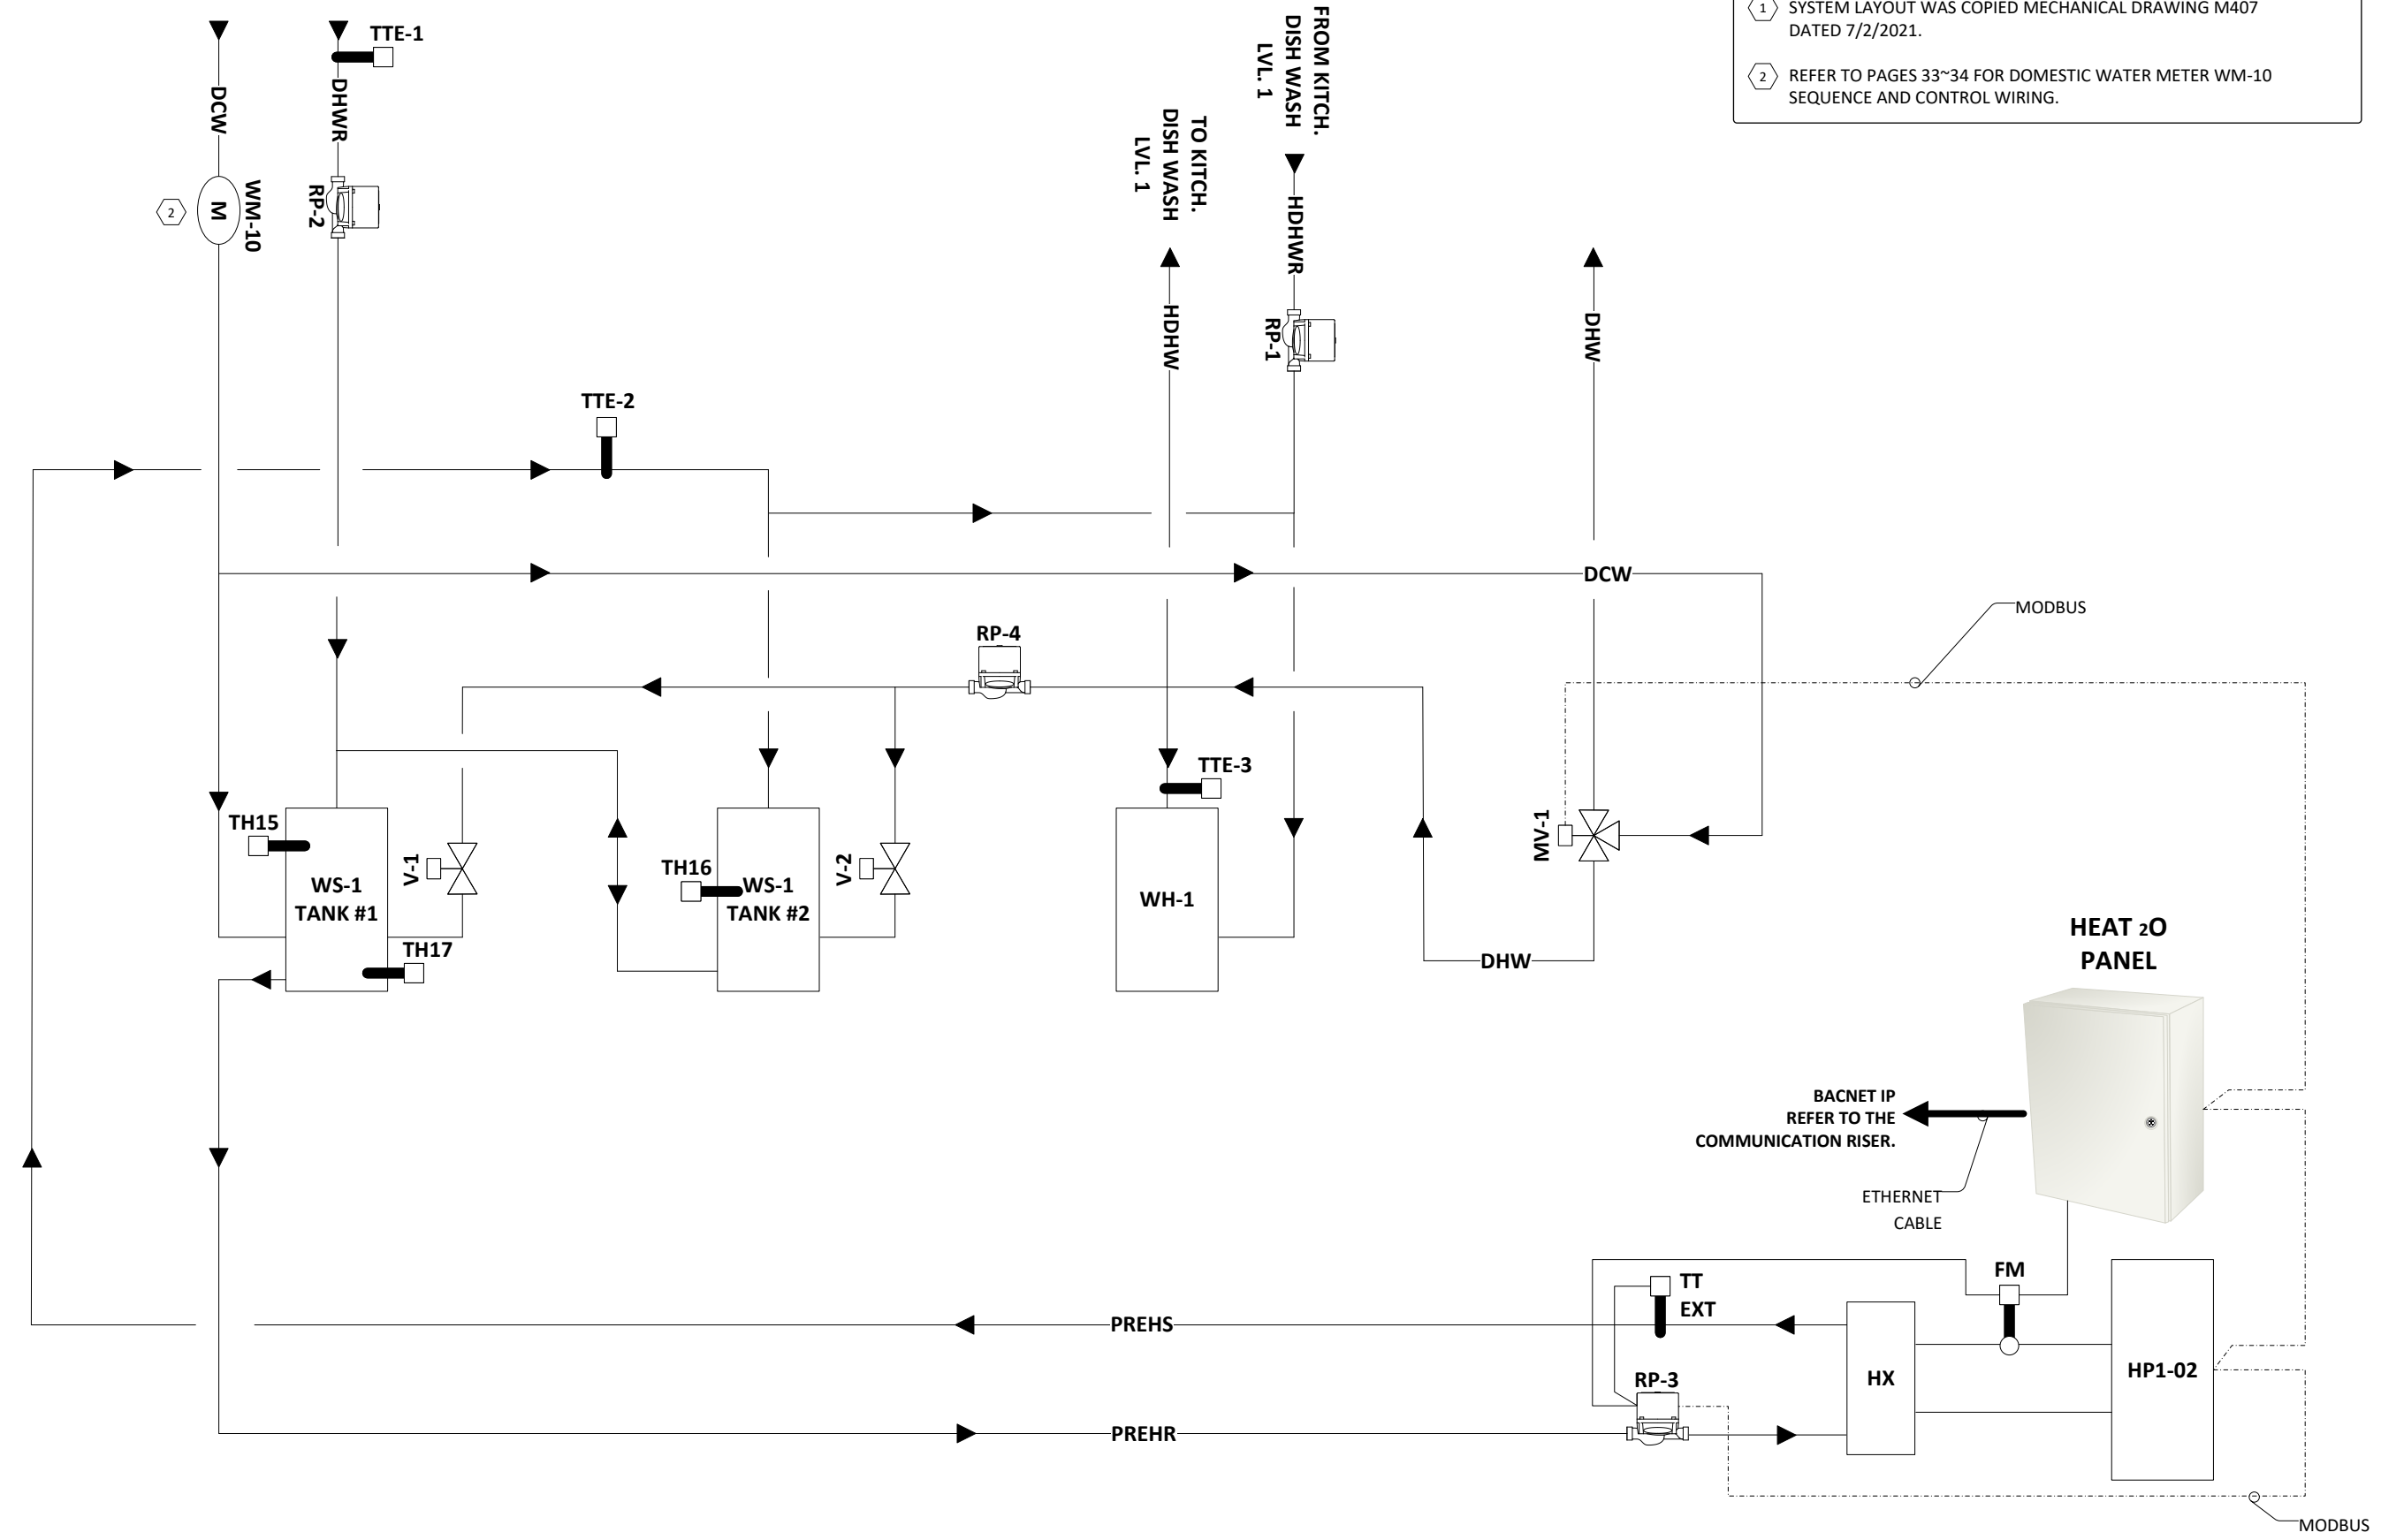 1 SYSTEM LAYOUT WAS COPIED MECHANICAL DRAWING M407
DATED 7/2/2021.
2 REFER TO PAGES 33~34 FOR DOMESTIC WATER METER WM-10
SEQUENCE AND CONTROL WIRING.
TTE-1
DCW
DHWR
2
M
WM-10
RP-2
FROM KITCH.
DISH WASH
LVL. 1
TO KITCH.
DISH WASH
LVL. 1
HDHWR
HDHW
RP-1
DHW
TTE-2
DCW
MODBUS
RP-4
TTE-3
TH15
V-1
WS-1
TANK #1
TH17
TH16
WS-1
TANK #2
V-2
WH-1
MV-1
DHW
HEAT 2O
PANEL
BACNET IP
REFER TO THE
COMMUNICATION RISER.
ETHERNET
CABLE
TT
EXT
FM
PREHS
HX
HP1-02
RP-3
PREHR
MODBUS